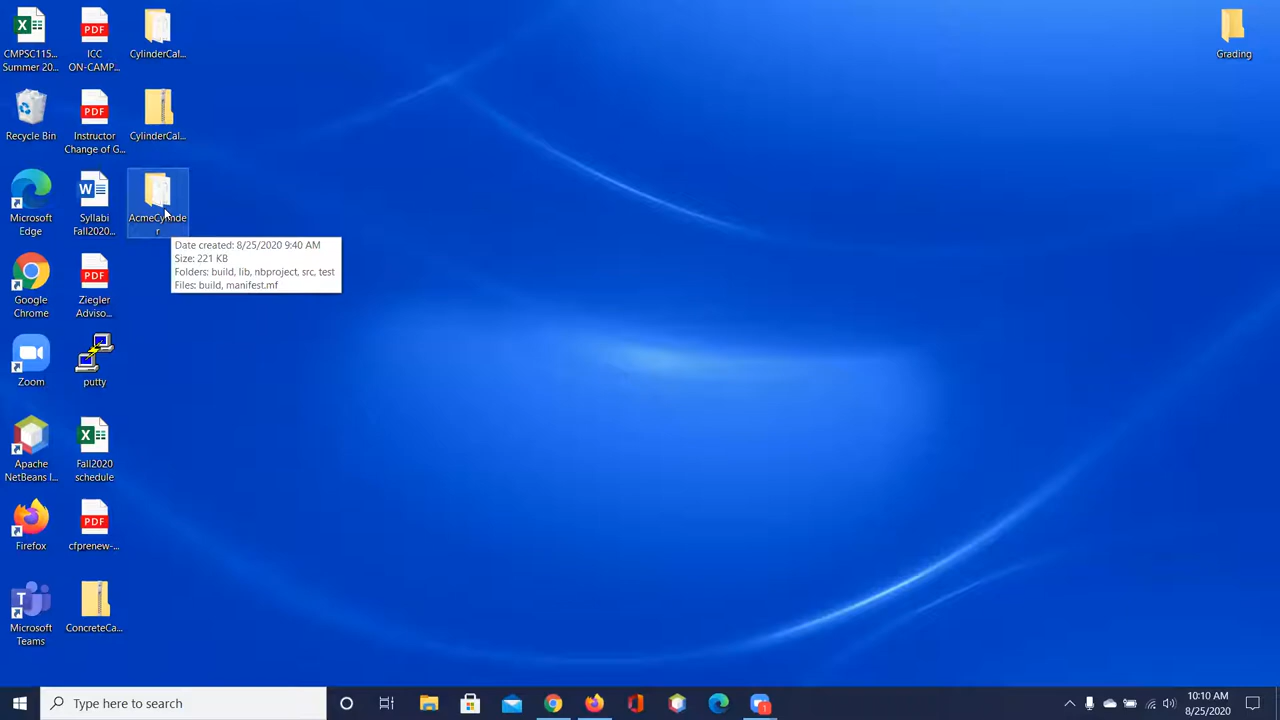 CMPSC115...
Summer 20...
ICC
ON-CAMP...
CylinderCal...
Grading
Recycle Bin
Instructor
Change of G...
CylinderCal...
Microsoft
Edge
Syllabi
Fall2020...
AcmeCylinde
r
Date created: 8/25/2020 9:40 AM
Size: 221 KB
Folders: build, lib, nbproject, src, test
Files: build, manifest.mf
Google
Chrome
Ziegler
Adviso...
Zoom
putty
Apache
NetBeans I...
Fall2020
schedule
Firefox
cfprenew-...
Microsoft
Teams
ConcreteCa...
Type here to search
10:10 AM
8/25/2020